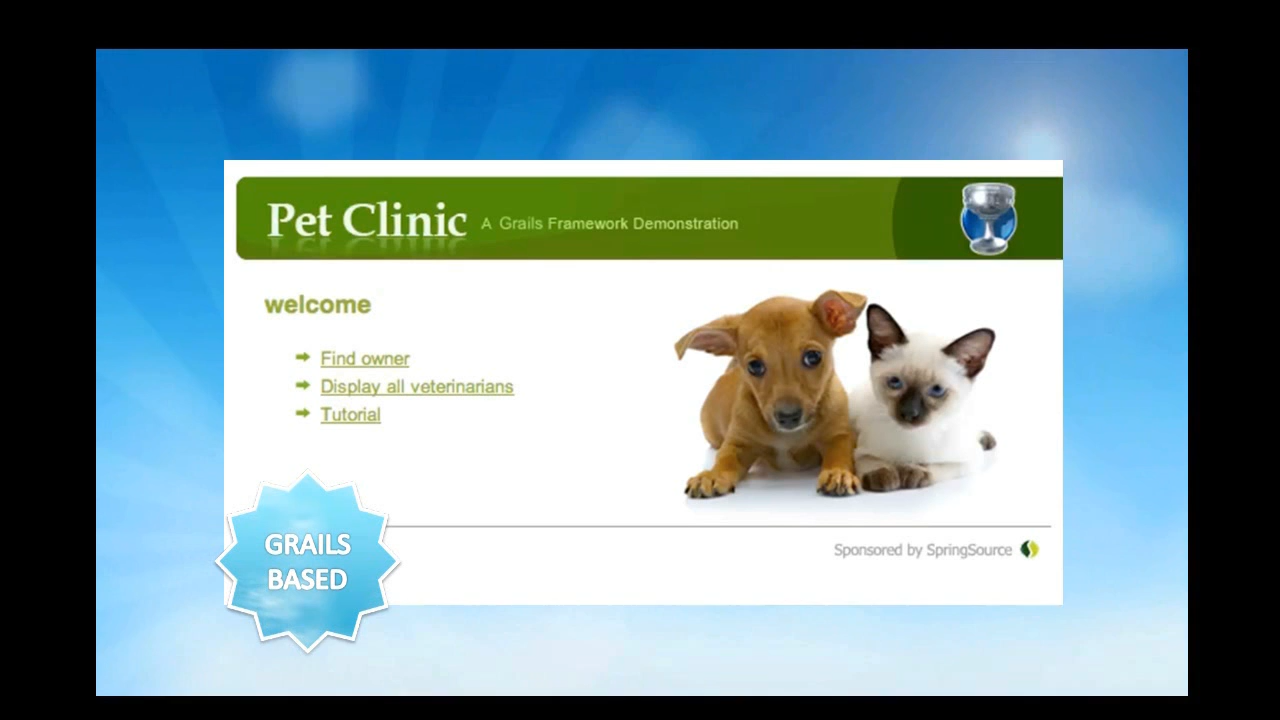 Pet Clinic A Grails Framework Demonstration
welcome
Find owner
Display all veterinarians
Tutorial
GRAILS
BASED
Sponsored by SpringSource